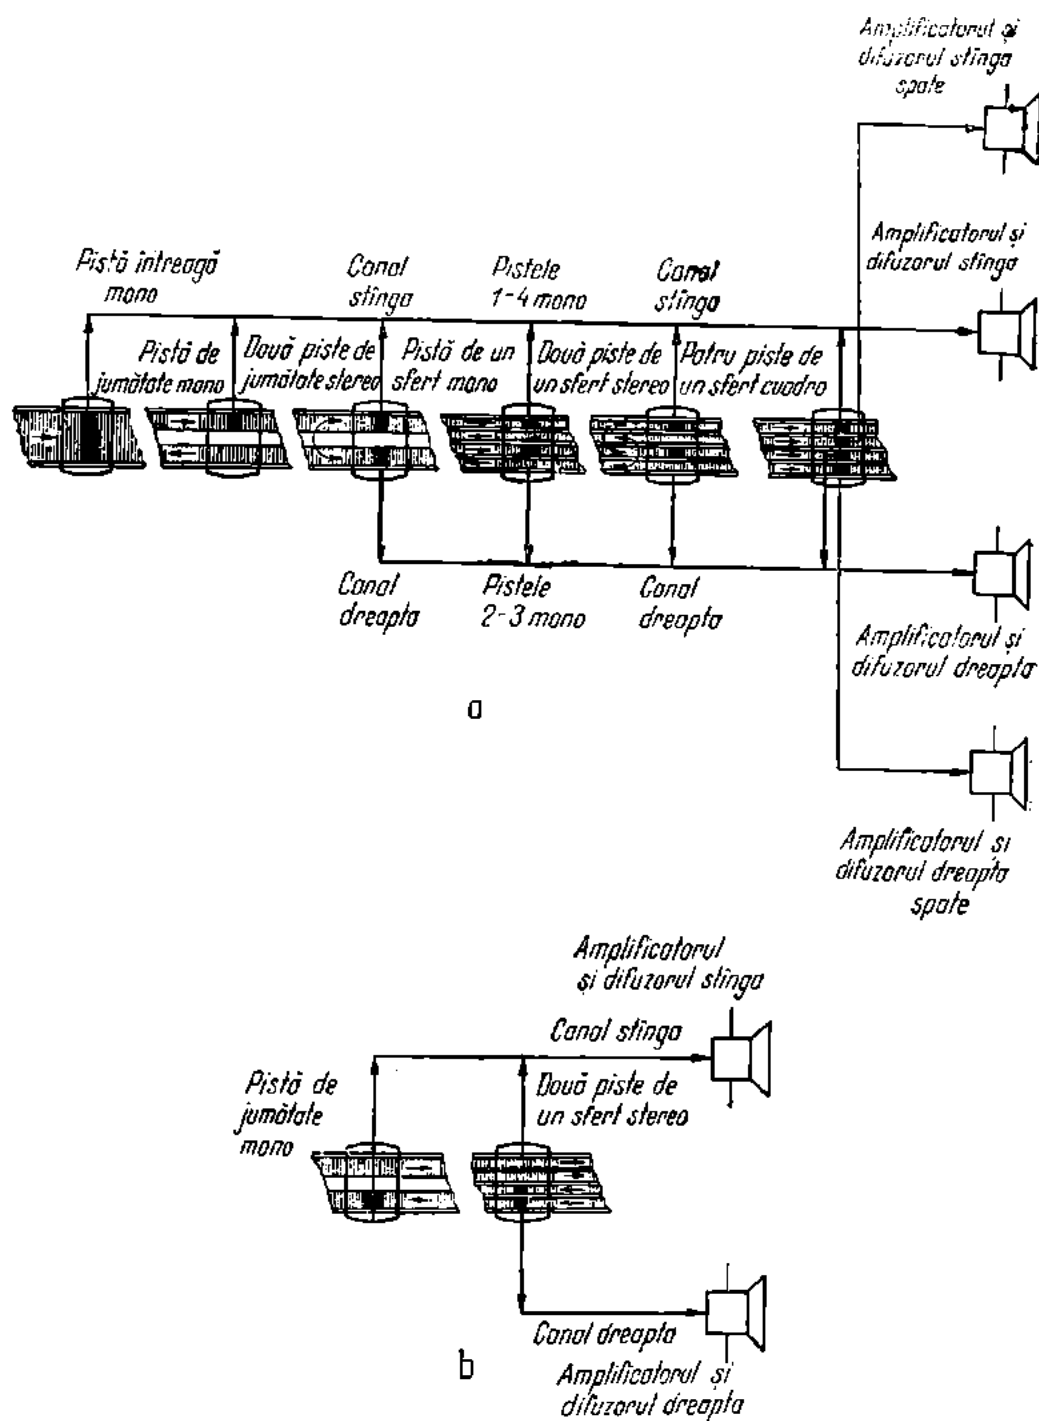 Amplificatorul și
difuzorul stînga
spate
Amplificatorul și
difuzorul stînga
Pistă întreagă
mono
Canal
stînga
Pistele
1-4 mono
Canal
stînga
Pistă de
jumătate mono
Două piste de
jumătate stereo
Pistă de un
sfert mono
Două piste de
un sfert stereo
Patru piste de
un sfert cuadro
Canal
dreapta
Pistele
2-3 mono
Canal
dreapta
Amplificatorul și
difuzorul dreapta
a
Amplificatorul și
difuzorul dreapta
spate
Amplificatorul
și difuzorul stînga
Canal stînga
Pistă de
jumătate
mono
Două piste de
un sfert stereo
Canal dreapta
b
Amplificatorul și
difuzorul dreapta